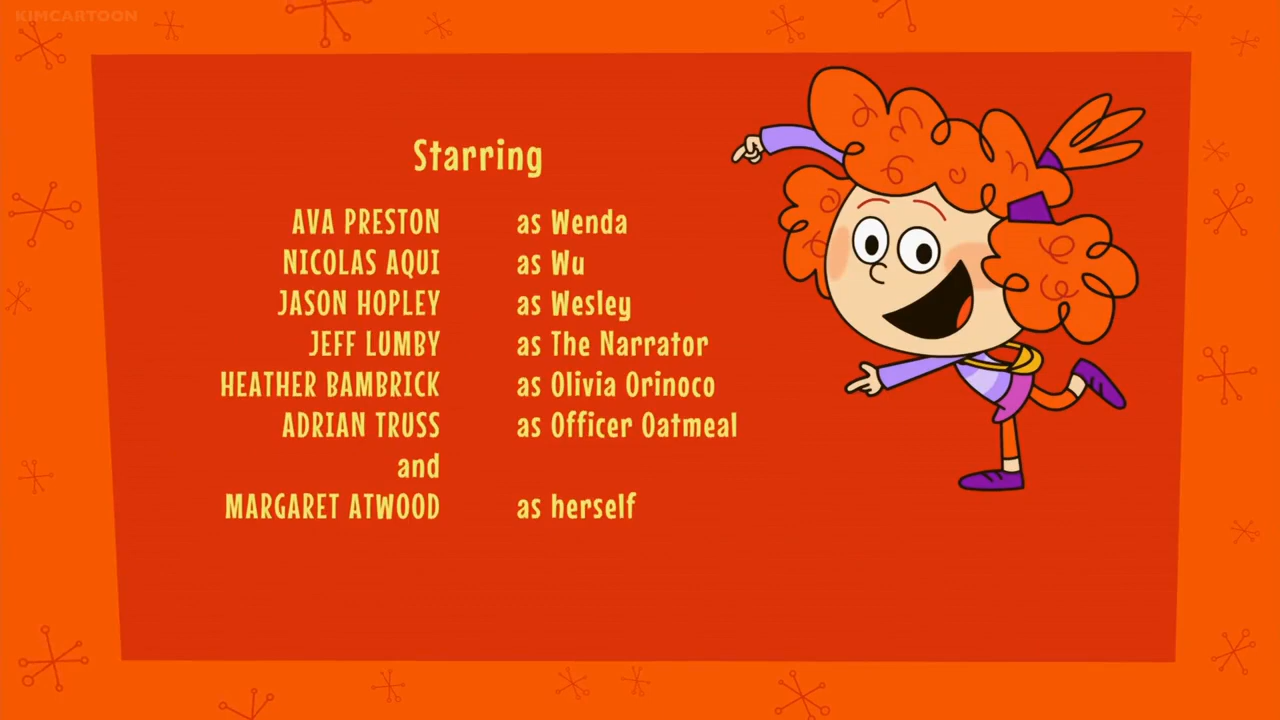 KIMCARTOON
Starring
AVA PRESTON as Wenda
NICOLAS AQUI as Wu
JASON HOPLEY as Wesley
JEFF LUMBY as The Narrator
HEATHER BAMBRICK as Olivia Orinoco
ADRIAN TRUSS as Officer Oatmeal
and
MARGARET ATWOOD as herself